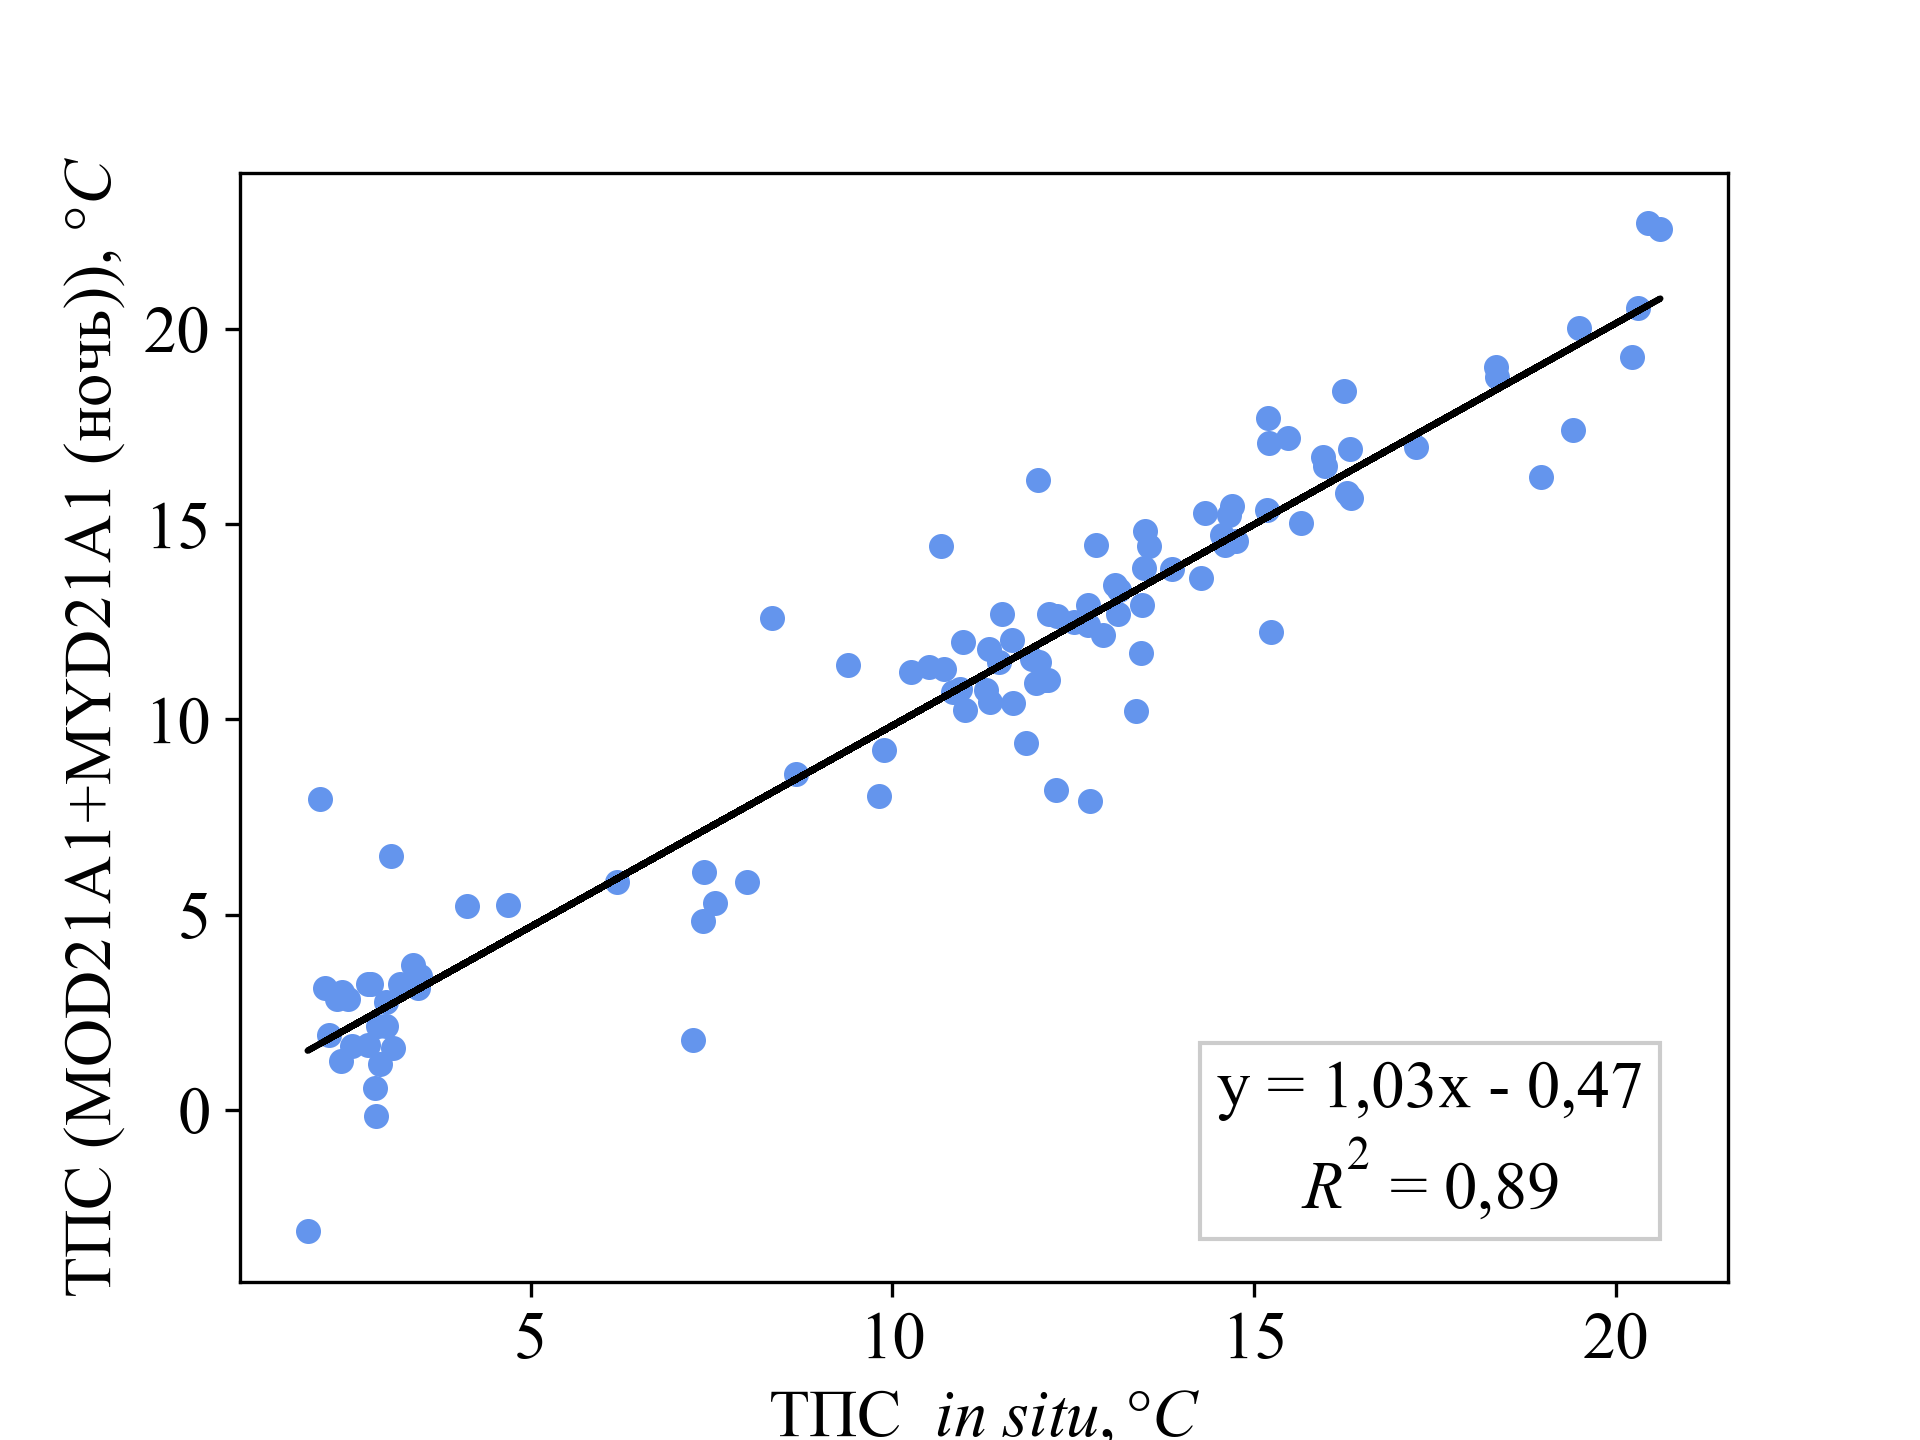 ТПС (MOD21A1+MYD21A1 (ночь)), °C
20
15
10
5
0
y = 1,03x - 0,47
R² = 0,89
5 10 15 20
ТПС in situ, °C